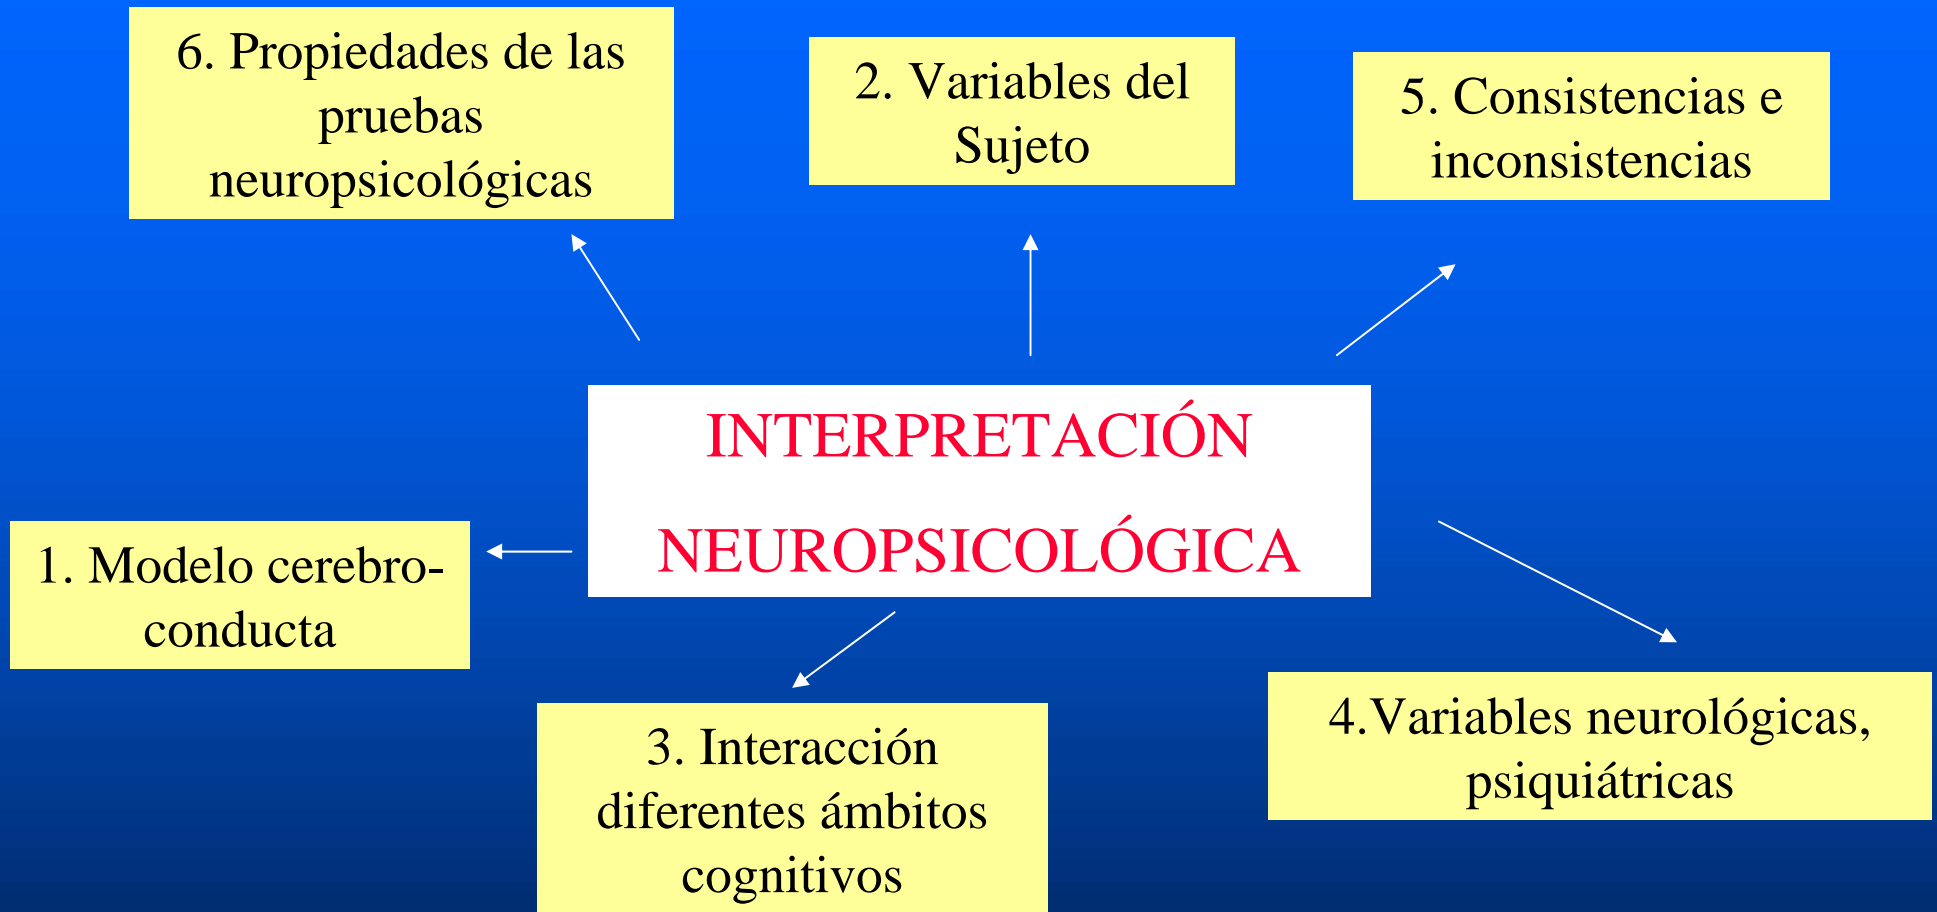 6. Propiedades de las
pruebas
neuropsicológicas
2. Variables del
Sujeto
5. Consistencias e
inconsistencias
INTERPRETACIÓN
NEUROPSICOLÓGICA
1. Modelo cerebro-
conducta
3. Interacción
diferentes ámbitos
cognitivos
4.Variables neurológicas,
psiquiátricas